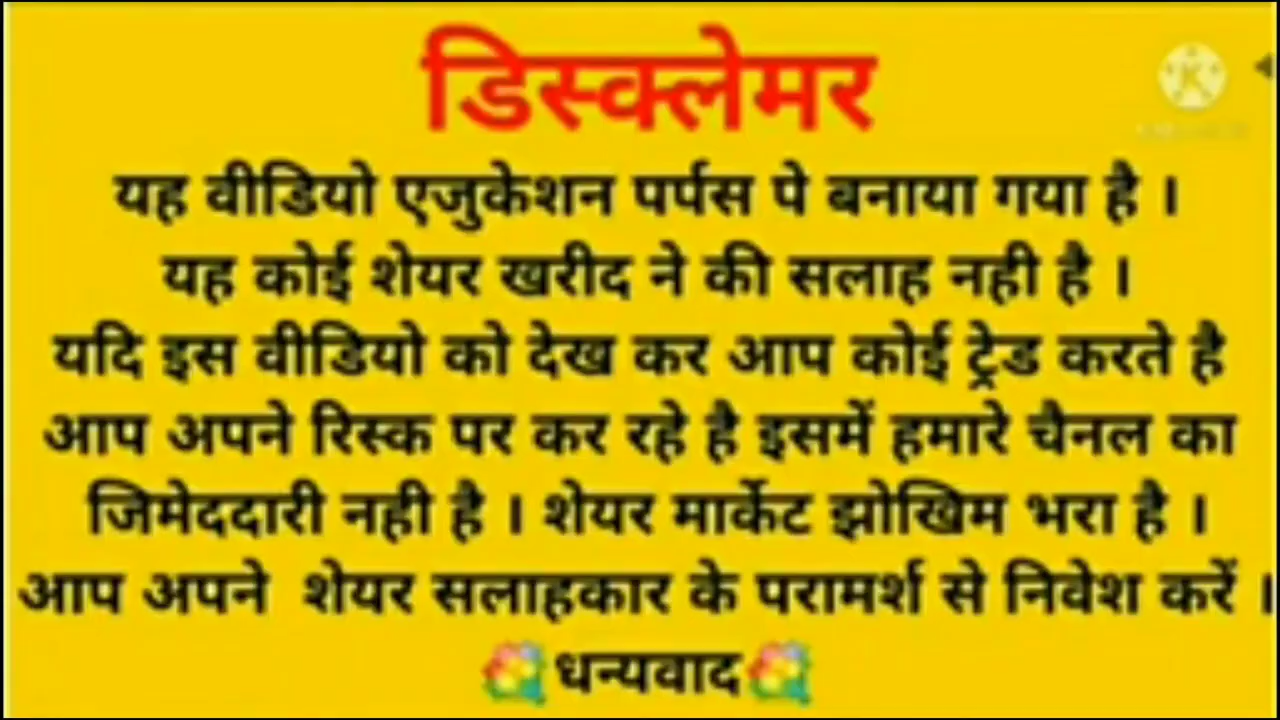 डिस्क्लेमर
यह वीडियो एजुकेशन पर्पस पे बनाया गया है ।
यह कोई शेयर खरीद ने की सलाह नही है ।
यदि इस वीडियो को देख कर आप कोई ट्रेड करते है
आप अपने रिस्क पर कर रहे है इसमें हमारे चैनल का
जिमेददारी नही है । शेयर मार्केट झोखिम भरा है ।
आप अपने शेयर सलाहकार के परामर्श से निवेश करें ।
धन्यवाद